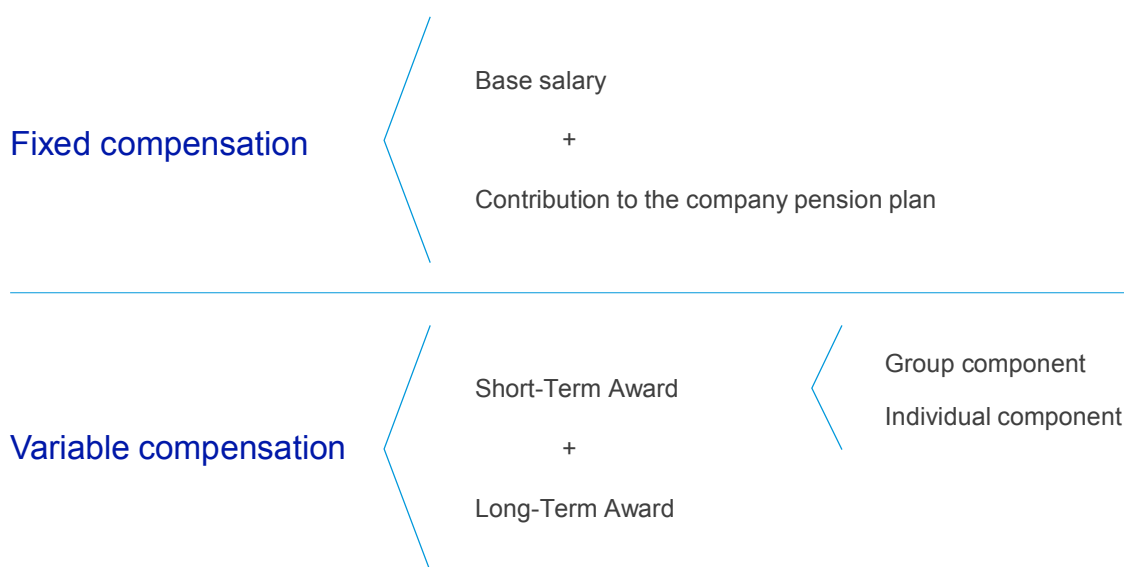 Fixed compensation
Base salary
+
Contribution to the company pension plan
Variable compensation
Short-Term Award
+
Long-Term Award
Group component
Individual component